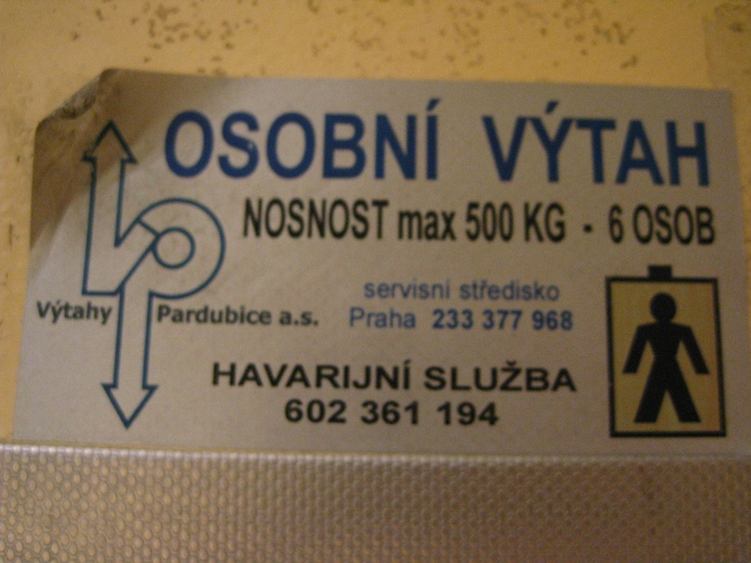 OSOBNÍ VÝTAH
NOSNOST max 500 KG - 6 OSOB
servisní středisko
Výtahy Pardubice a.s. Praha 233 377 968
HAVARIJNÍ SLUŽBA
602 361 194